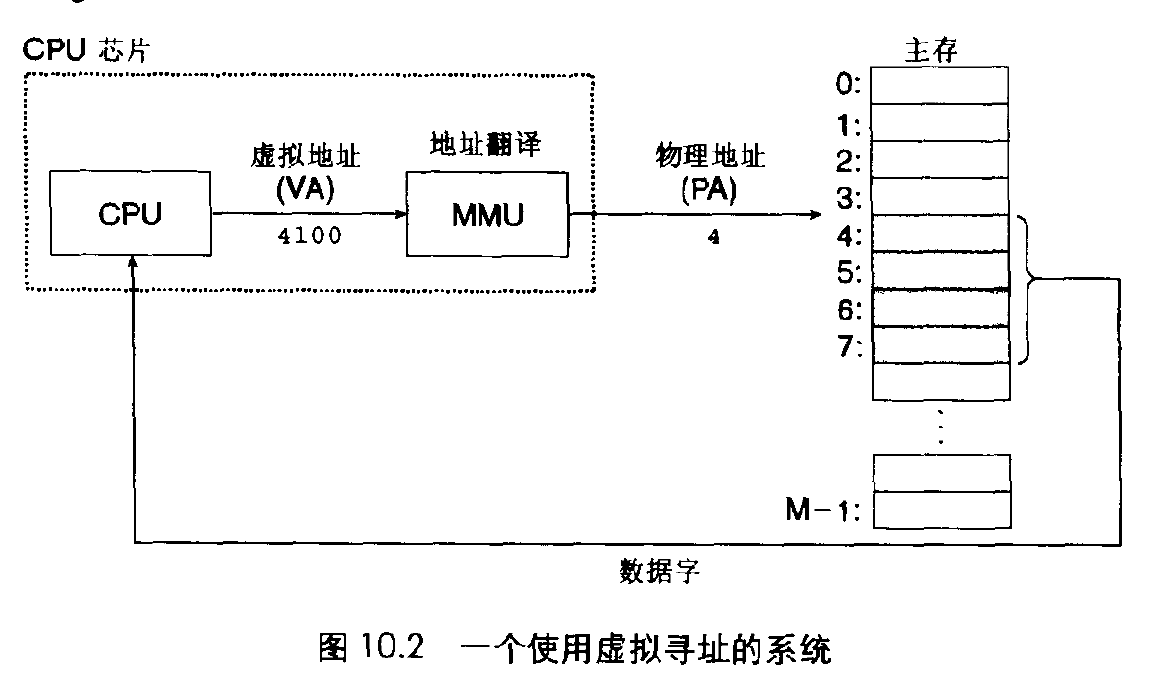 CPU 芯片
主存
虚拟地址
(VA)
4100
地址翻译
CPU
MMU
物理地址
(PA)
4
0:
1:
2:
3:
4:
5:
6:
7:
M-1:
数据字
图 10.2 一个使用虚拟寻址的系统